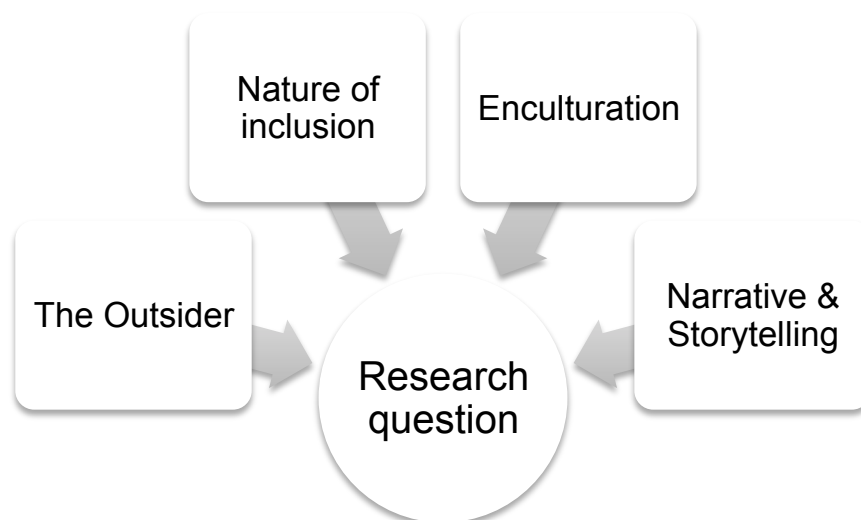 Nature of
inclusion
Enculturation
The Outsider
Narrative &
Storytelling
Research
question